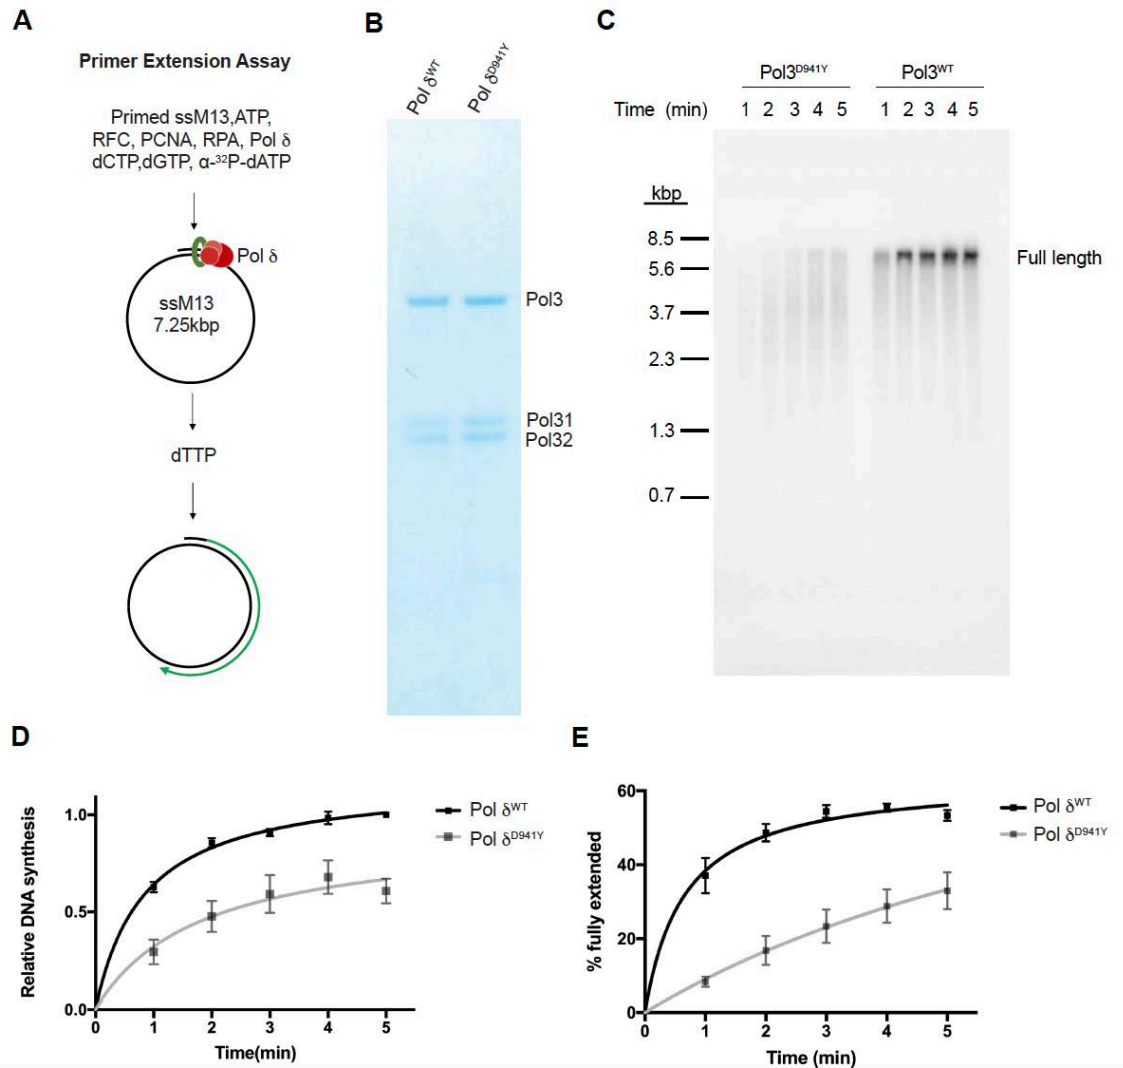 A
Primer Extension Assay
Primed ssM13,ATP,
RFC, PCNA, RPA, Pol δ
dCTP,dGTP, α-³²P-dATP
Pol δ
ssM13
7.25kbp
dTTP
B
Pol δᵂᵀ
Pol δᴰ⁹⁴¹ʸ
Pol3
Pol31
Pol32
C
Pol3ᴰ⁹⁴¹ʸ Pol3ᵂᵀ
Time (min) 1 2 3 4 5 1 2 3 4 5
kbp
8.5
5.6
3.7
2.3
1.3
0.7
Full length
D
Relative DNA synthesis
1.0
0.5
0.0
0 1 2 3 4 5
Time(min)
Pol δᵂᵀ
Pol δᴰ⁹⁴¹ʸ
E
% fully extended
60
40
20
0
0 1 2 3 4 5
Time (min)
Pol δᵂᵀ
Pol δᴰ⁹⁴¹ʸ